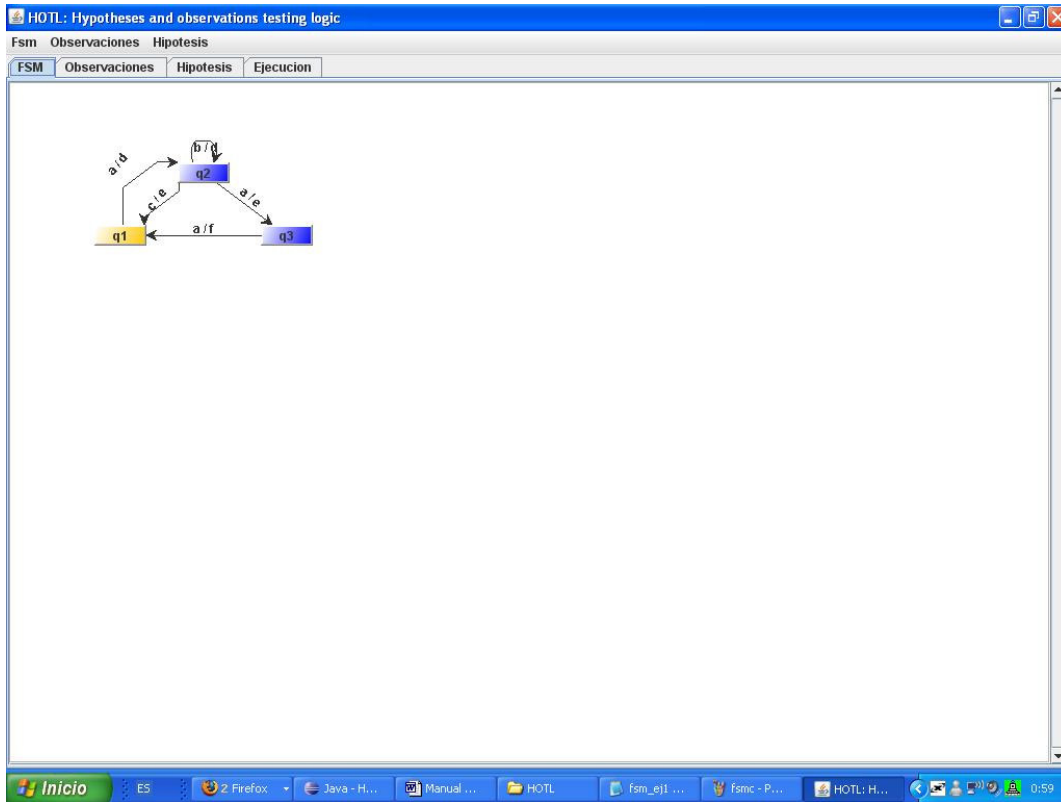 HOTL: Hypotheses and observations testing logic
Fsm Observaciones Hipotesis
FSM Observaciones Hipotesis Ejecucion
b/d
a/d
q2
c/e a/e
q1 a/f q3
Inicio ES 2 Firefox Java - H... Manual ... HOTL fsm_ej1 ... fsmc - P... HOTL: H... 0:59